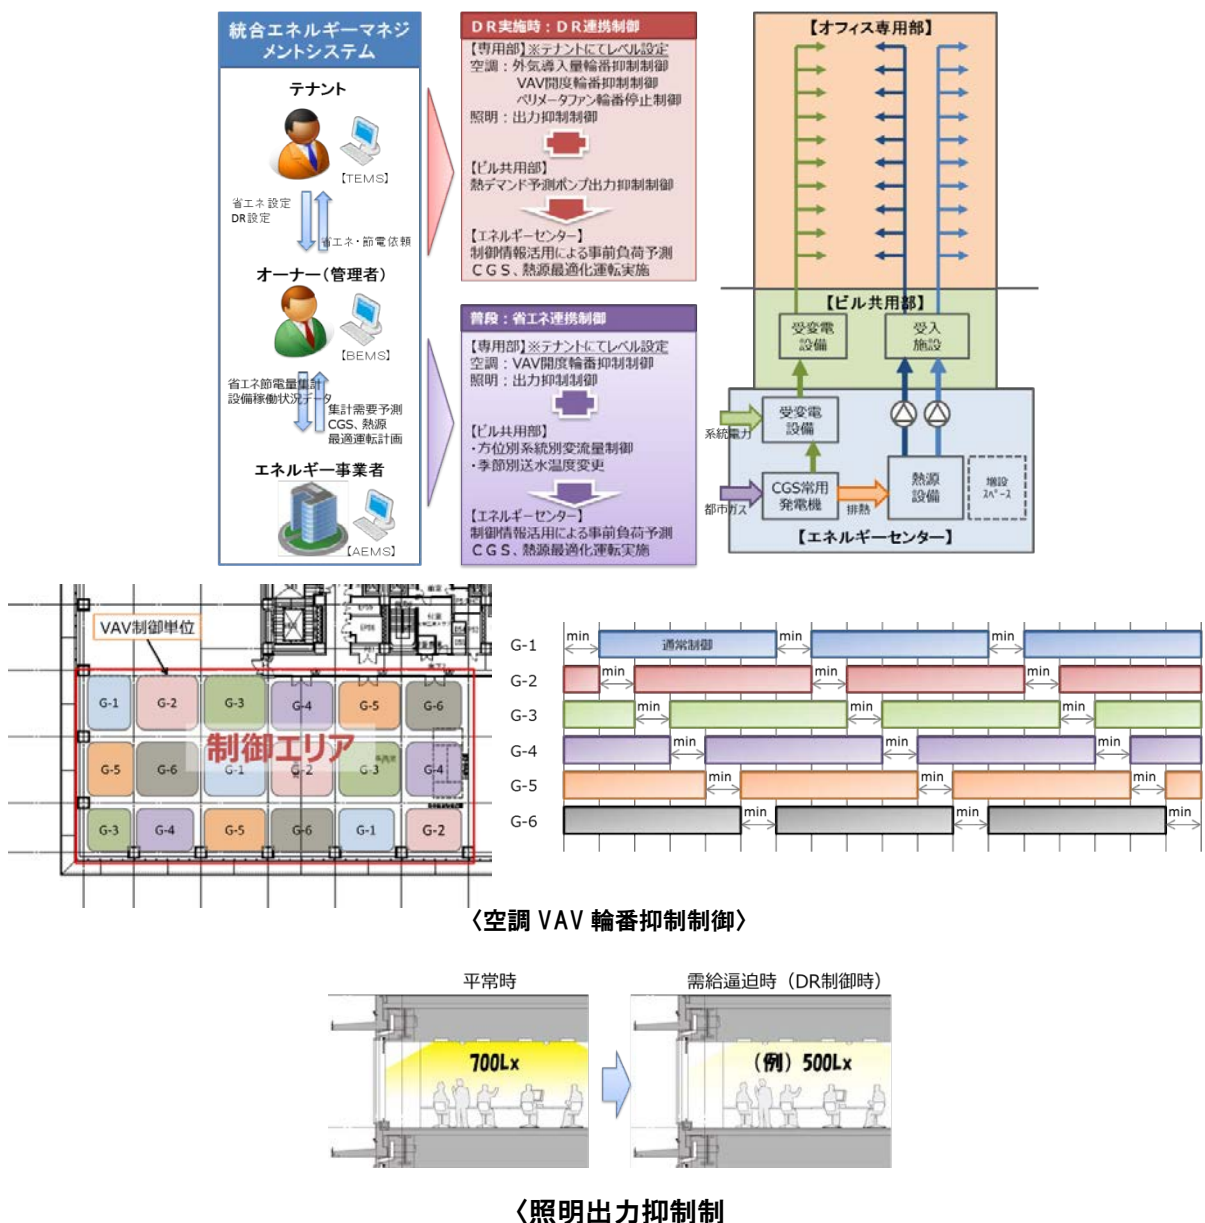 統合エネルギーマネジ
メントシステム
テナント
【TEMS】
省エネ設定
DR設定
省エネ・節電依頼
オーナー(管理者)
【BEMS】
省エネ節電量集計
設備稼働状況データ
集計需要予測
CGS、熱源
最適運転計画
エネルギー事業者
【AEMS】
DR実施時：DR連携制御
【専用部】※テナントにてレベル設定
空調：外気導入量輪番抑制制御
VAV開度輪番抑制制御
ペリメータファン輪番停止制御
照明：出力抑制制御
【ビル共用部】
熱デマンド予測ポンプ出力抑制制御
【エネルギーセンター】
制御情報活用による事前負荷予測
CGS、熱源最適化運転実施
普段：省エネ連携制御
【専用部】※テナントにてレベル設定
空調：VAV開度輪番抑制制御
照明：出力抑制制御
【ビル共用部】
・方位別系統別変流量制御
・季節別送水温度変更
【エネルギーセンター】
制御情報活用による事前負荷予測
CGS、熱源最適化運転実施
【オフィス専用部】
【ビル共用部】
受変電
設備
受入
施設
系統電力
受変電
設備
都市ガス
CGS常用
発電機
排熱
熱源
設備
増設
スペース
【エネルギーセンター】
VAV制御単位
G-1 G-2 G-3 G-4 G-5 G-6
制御エリア
G-5 G-6 G-1 G-2 G-3 G-4
G-3 G-4 G-5 G-6 G-1 G-2
G-1 min 通常制御 min min
G-2 min min min
G-3 min min min
G-4 min min min
G-5 min min min
G-6 min min min
〈空調 VAV 輪番抑制制御〉
平常時
700Lx
需給逼迫時（DR制御時）
(例) 500Lx
〈照明出力抑制制